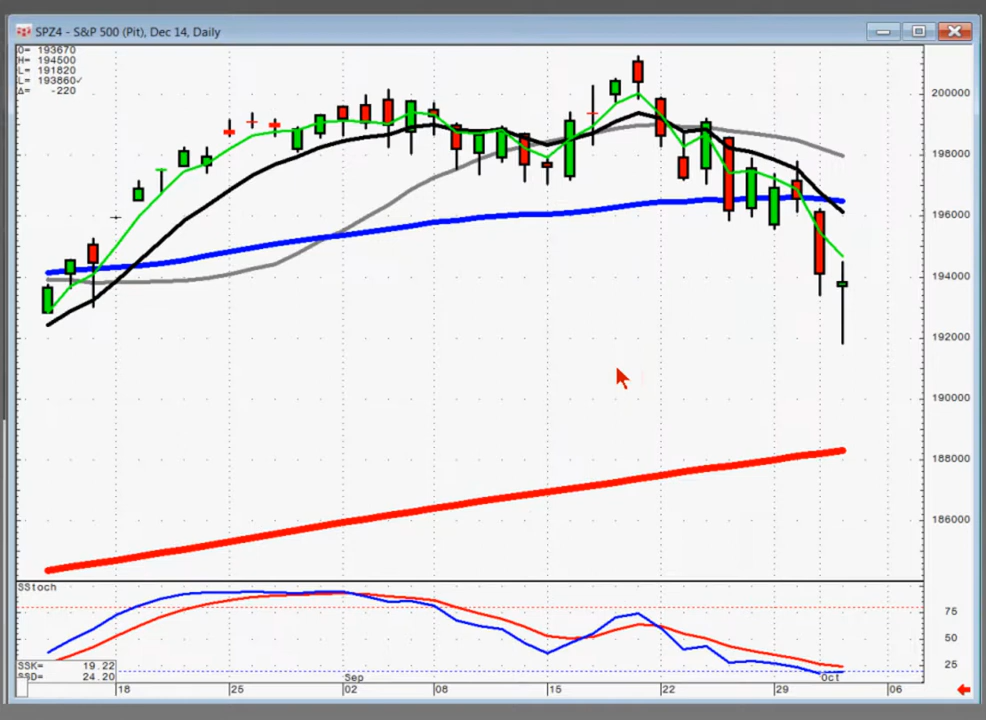 SPZ4 - S&P 500 (Pit), Dec 14, Daily
O= 193670
H= 194500
L= 191820
L= 193860✓
Δ= -220
200000
198000
196000
194000
192000
190000
188000
186000
SStoch
75
50
25
SSK= 19.22
SSD= 24.20
Sep Oct
18 25 02 08 15 22 29 06